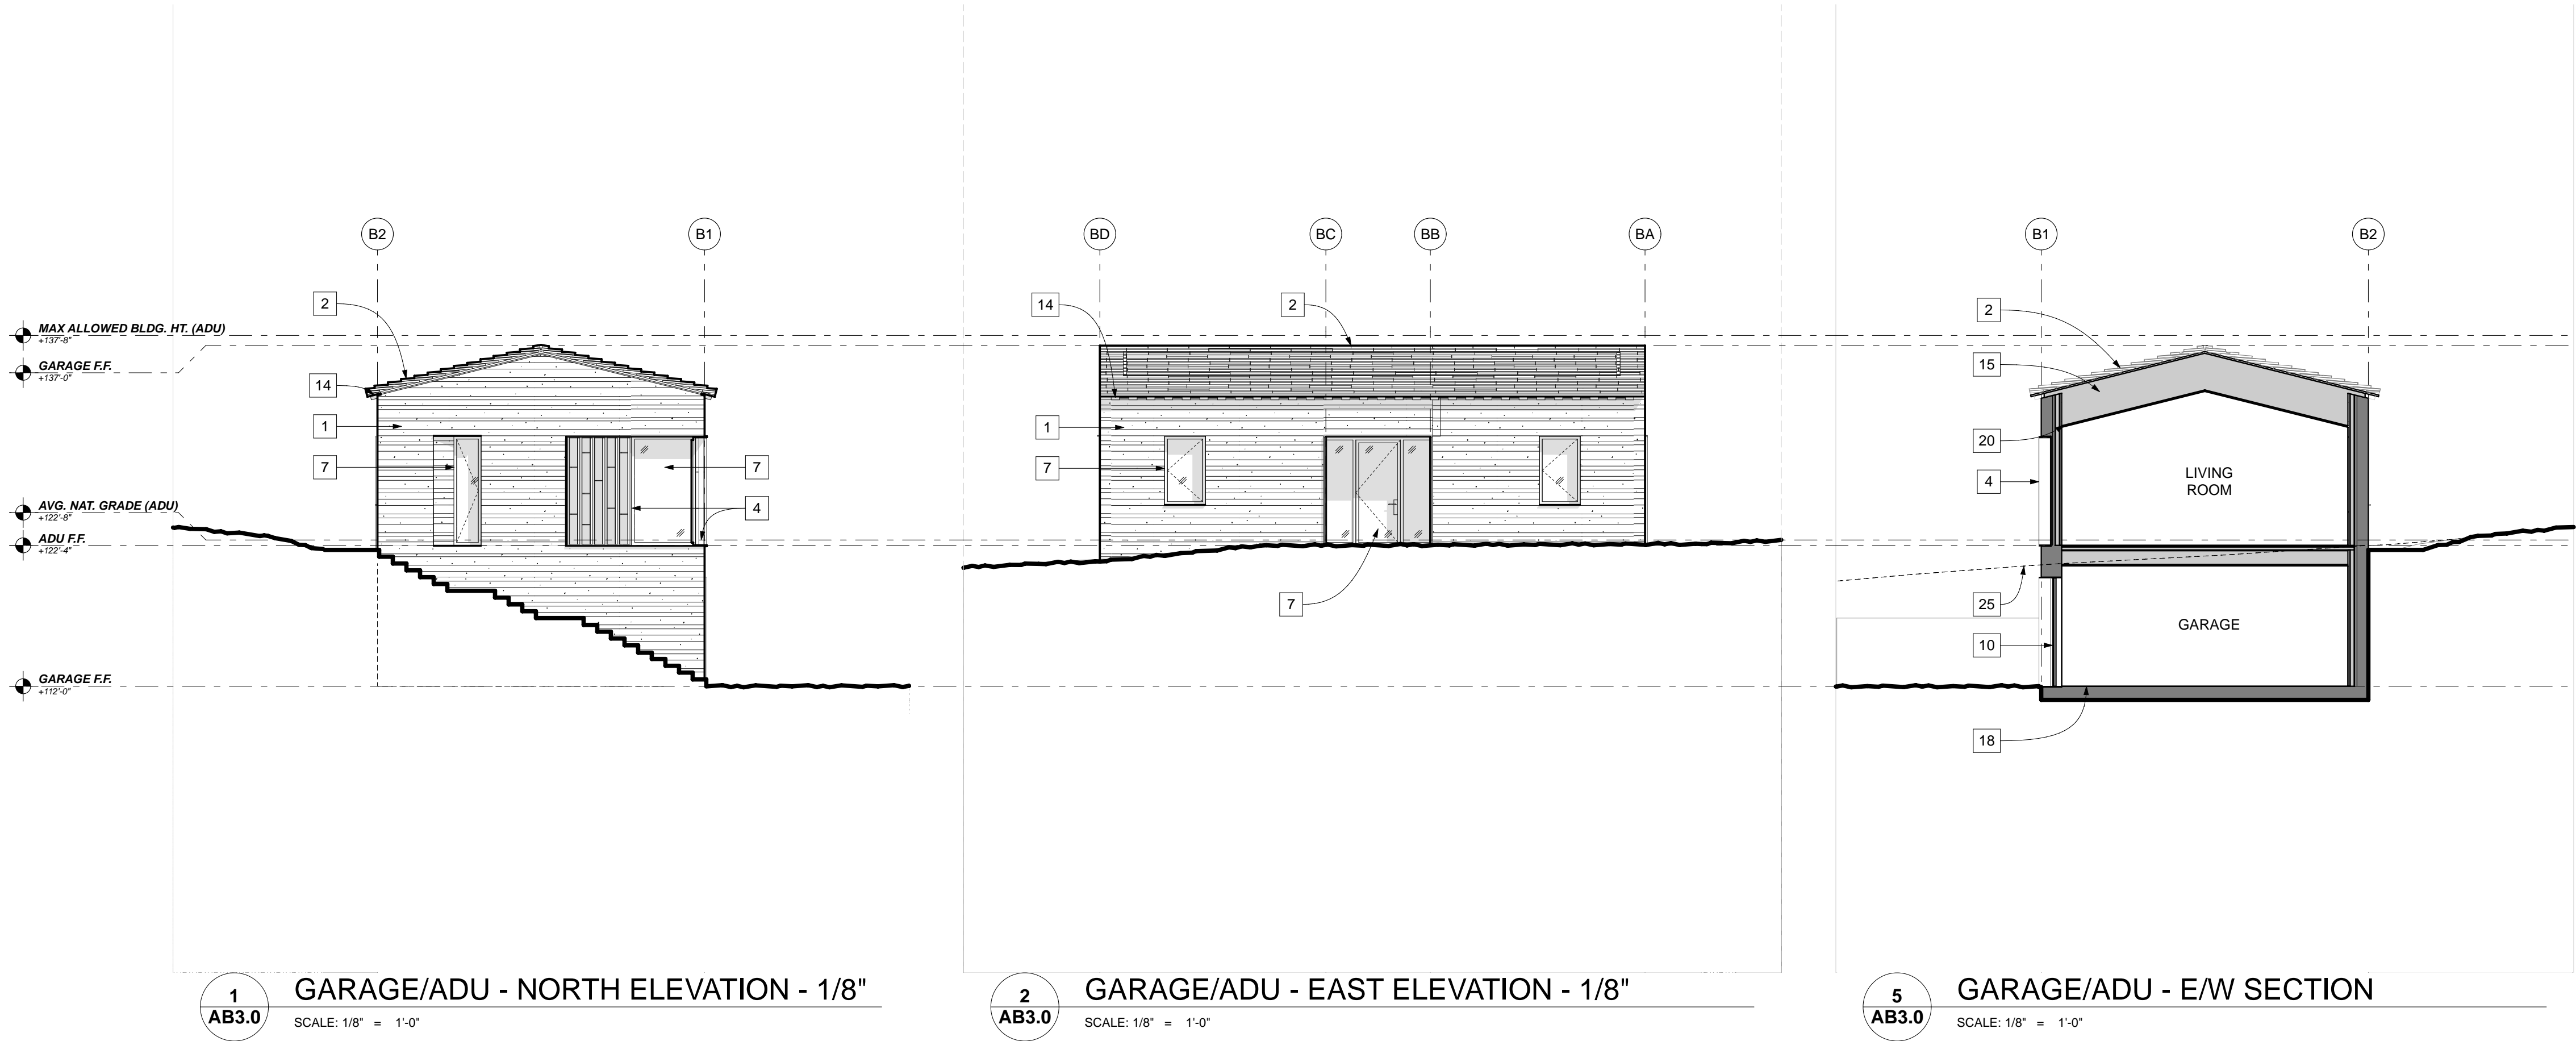 B2
B1
BD
BC
BB
BA
B1
B2
2
14
2
2
MAX ALLOWED BLDG. HT. (ADU)
+137'-8"
GARAGE F.F.
+137'-0"
14
15
1
1
20
7
7
7
4
LIVING
ROOM
4
AVG. NAT. GRADE (ADU)
+122'-8"
ADU F.F.
+122'-4"
7
25
GARAGE
10
GARAGE F.F.
+112'-0"
18
1
AB3.0
GARAGE/ADU - NORTH ELEVATION - 1/8"
SCALE: 1/8" = 1'-0"
2
AB3.0
GARAGE/ADU - EAST ELEVATION - 1/8"
SCALE: 1/8" = 1'-0"
5
AB3.0
GARAGE/ADU - E/W SECTION
SCALE: 1/8" = 1'-0"